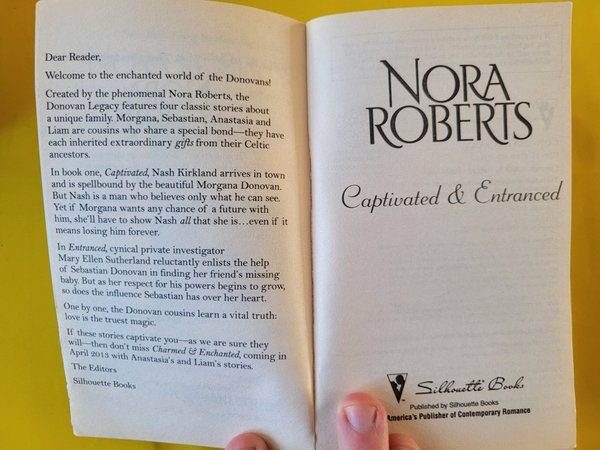 Dear Reader,
Welcome to the enchanted world of the Donovans!
Created by the phenomenal Nora Roberts, the
Donovan Legacy features four classic stories about
a unique family. Morgana, Sebastian, Anastasia and
Liam are cousins who share a special bond—they have
each inherited extraordinary gifts from their Celtic
ancestors.
In book one, Captivated, Nash Kirkland arrives in town
and is spellbound by the beautiful Morgana Donovan.
But Nash is a man who believes only what he can see.
Yet if Morgana wants any chance of a future with
him, she'll have to show Nash all that she is…even if it
means losing him forever.
In Entranced, cynical private investigator
Mary Ellen Sutherland reluctantly enlists the help
of Sebastian Donovan in finding her friend's missing
baby. But as her respect for his powers begins to grow,
so does the influence Sebastian has over her heart.
One by one, the Donovan cousins learn a vital truth:
love is the truest magic.
If these stories captivate you—as we are sure they
will—then don't miss Charmed & Enchanted, coming in
April 2013 with Anastasia's and Liam's stories.
The Editors
Silhouette Books
NORA
ROBERTS
Captivated & Entranced
Silhouette Books
Published by Silhouette Books
America's Publisher of Contemporary Romance